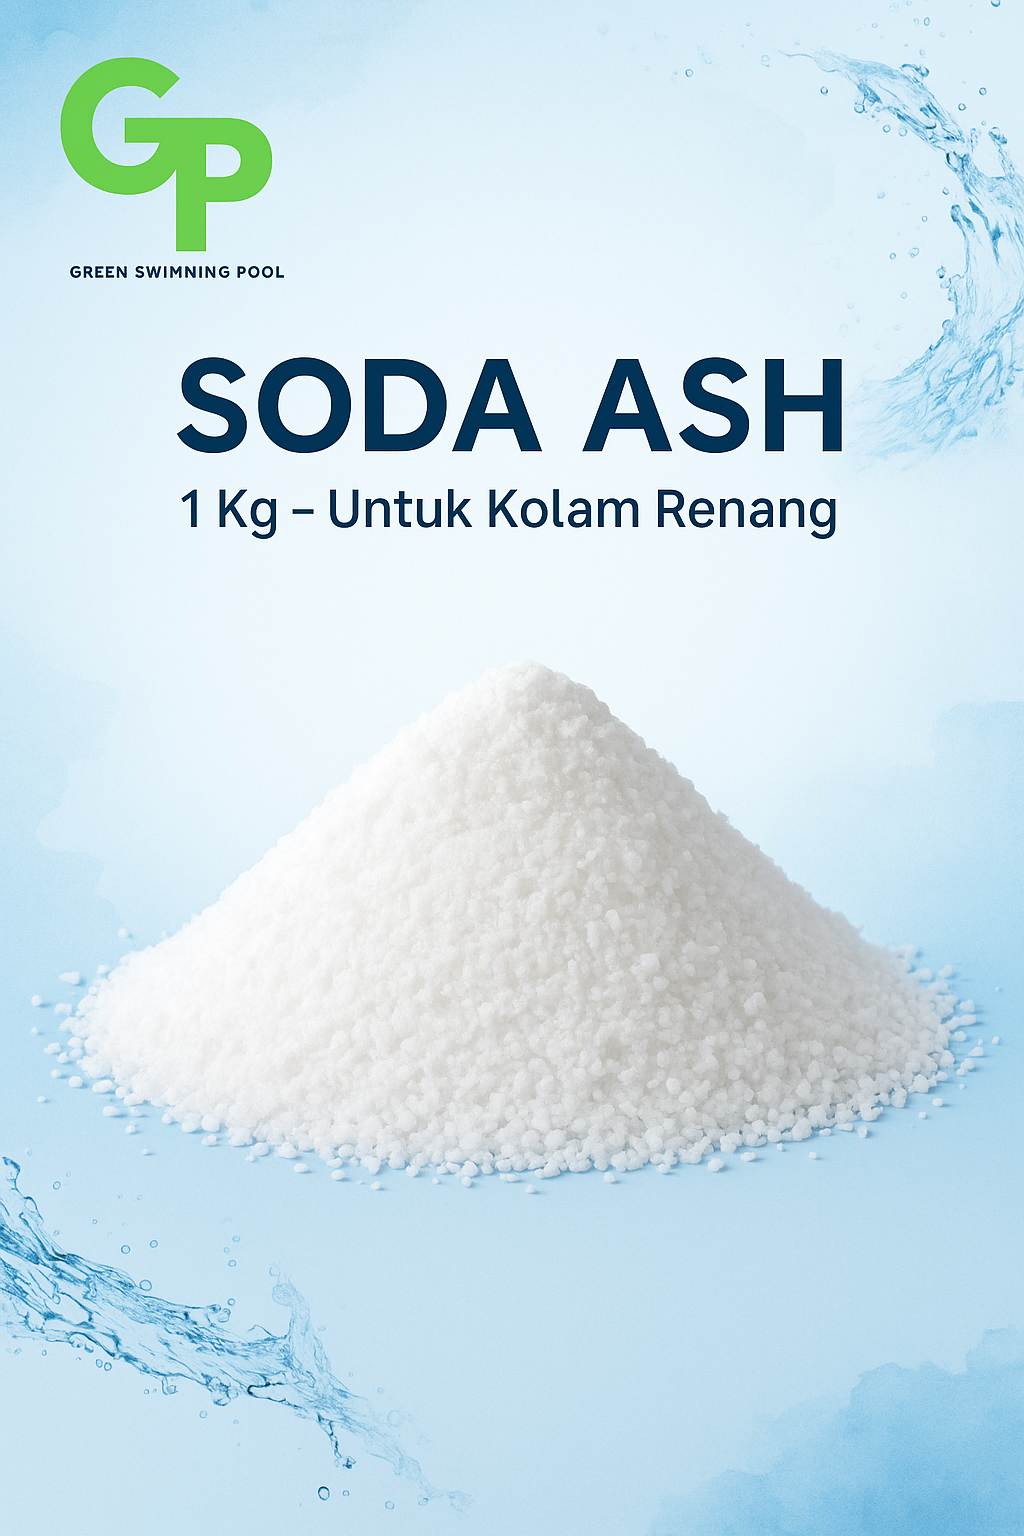 GP
GREEN SWIMNING POOL
SODA ASH
1 Kg – Untuk Kolam Renang